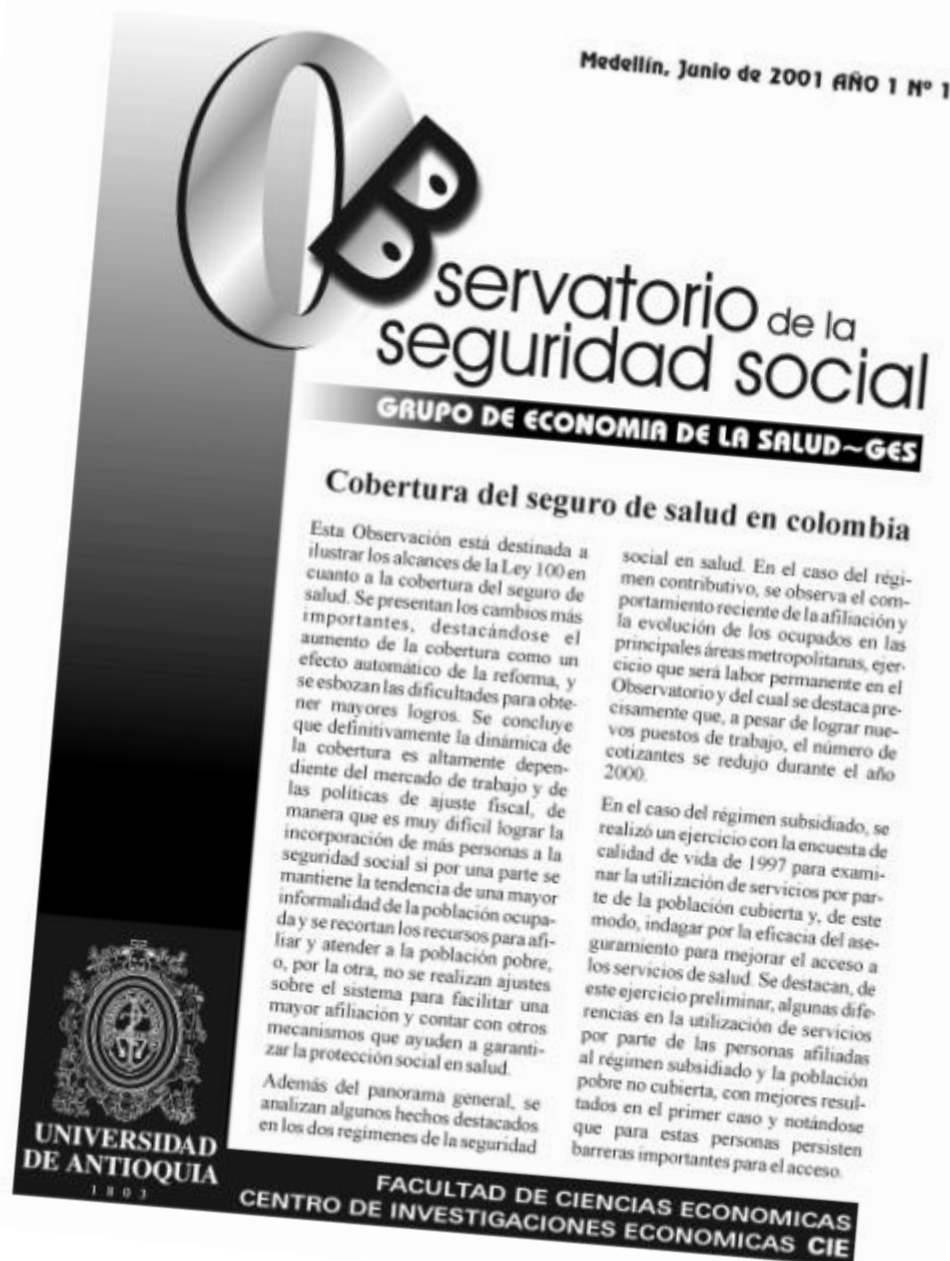 Medellín, Junio de 2001 AÑO 1 Nº 1
OBservatorio de la
seguridad social
GRUPO DE ECONOMIA DE LA SALUD~GES
Cobertura del seguro de salud en colombia
Esta Observación está destinada a
ilustrar los alcances de la Ley 100 en
cuanto a la cobertura del seguro de
salud. Se presentan los cambios más
importantes, destacándose el
aumento de la cobertura como un
efecto automático de la reforma, y
se esbozan las dificultades para obte-
ner mayores logros. Se concluye
que definitivamente la dinámica de
la cobertura es altamente depen-
diente del mercado de trabajo y de
las políticas de ajuste fiscal, de
manera que es muy difícil lograr la
incorporación de más personas a la
seguridad social si por una parte se
mantiene la tendencia de una mayor
informalidad de la población ocupa-
da y se recortan los recursos para afi-
liar y atender a la población pobre,
o, por la otra, no se realizan ajustes
sobre el sistema para facilitar una
mayor afiliación y contar con otros
mecanismos que ayuden a garanti-
zar la protección social en salud.
Además del panorama general, se
analizan algunos hechos destacados
en los dos regimenes de la seguridad
social en salud. En el caso del régi-
men contributivo, se observa el com-
portamiento reciente de la afiliación y
la evolución de los ocupados en las
principales áreas metropolitanas, ejer-
cicio que será labor permanente en el
Observatorio y del cual se destaca pre-
cisamente que, a pesar de lograr nue-
vos puestos de trabajo, el número de
cotizantes se redujo durante el año
2000.
En el caso del régimen subsidiado, se
realizó un ejercicio con la encuesta de
calidad de vida de 1997 para exami-
nar la utilización de servicios por par-
te de la población cubierta y, de este
modo, indagar por la eficacia del ase-
guramiento para mejorar el acceso a
los servicios de salud. Se destacan, de
este ejercicio preliminar, algunas dife-
rencias en la utilización de servicios
por parte de las personas afiliadas
al régimen subsidiado y la población
pobre no cubierta, con mejores resul-
tados en el primer caso y notándose
que para estas personas persisten
barreras importantes para el acceso.
UNIVERSIDAD
DE ANTIOQUIA
1803
FACULTAD DE CIENCIAS ECONOMICAS
CENTRO DE INVESTIGACIONES ECONOMICAS CIE